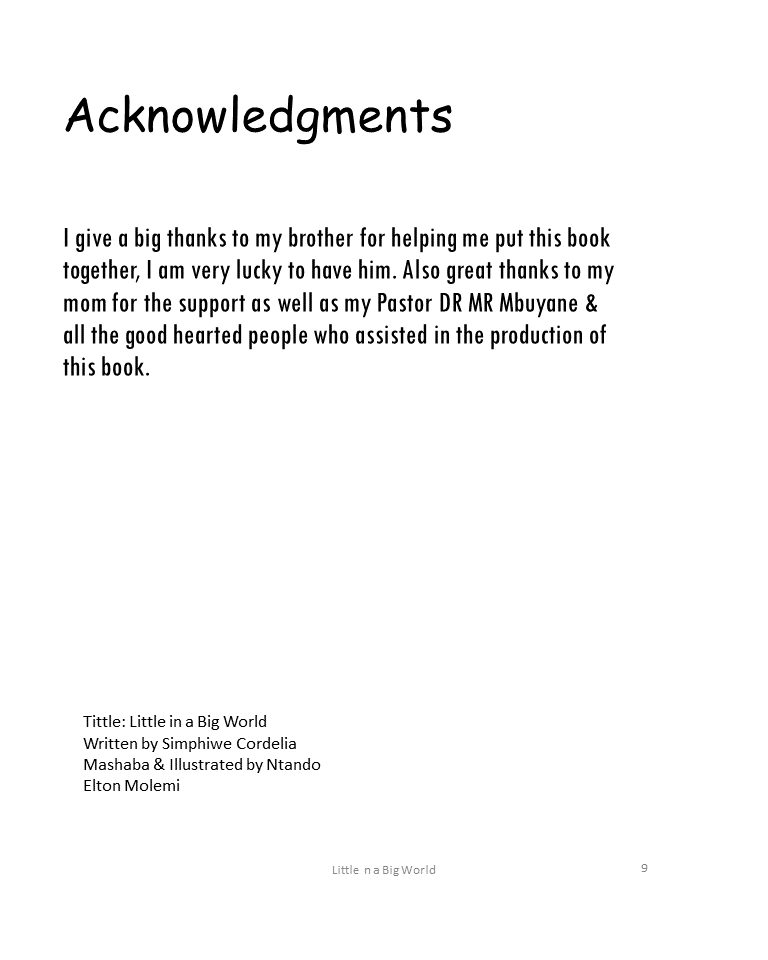 Acknowledgments
I give a big thanks to my brother for helping me put this book
together, I am very lucky to have him. Also great thanks to my
mom for the support as well as my Pastor DR MR Mbuyane &
all the good hearted people who assisted in the production of
this book.
Tittle: Little in a Big World
Written by Simphiwe Cordelia
Mashaba & Illustrated by Ntando
Elton Molemi
Little n a Big World
9